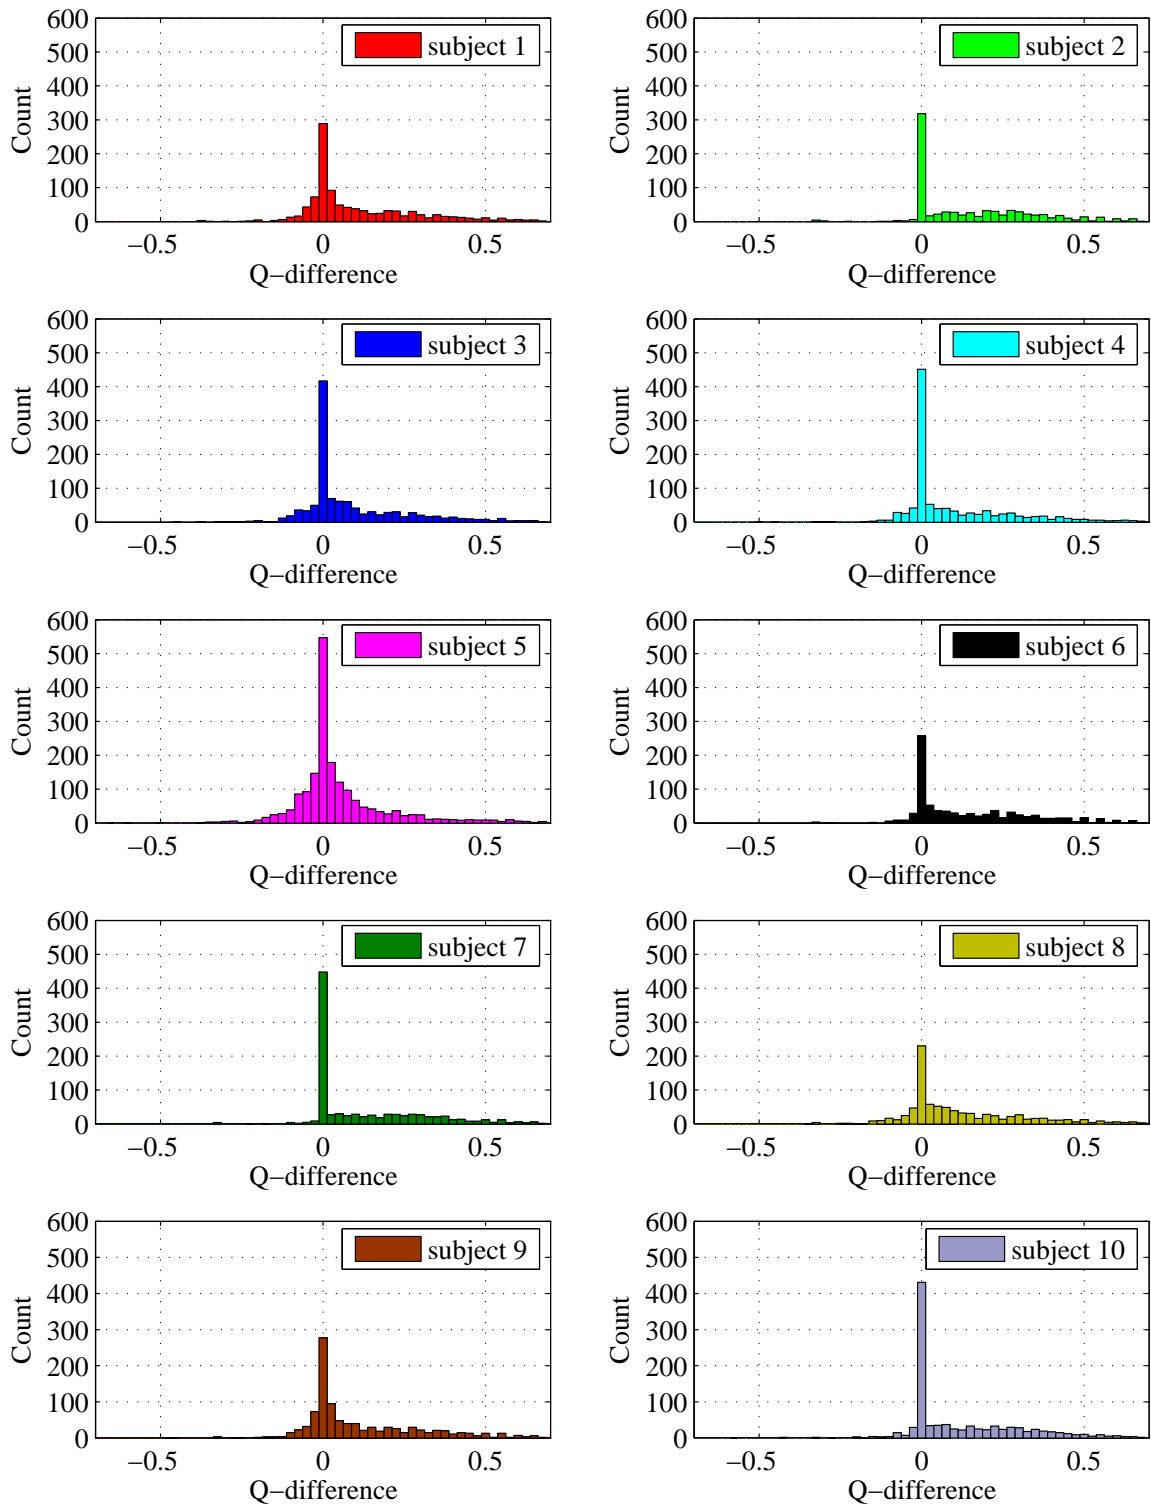 600
500
400
300
200
100
0
Count
subject 1
−0.5 0 0.5
Q−difference
600
500
400
300
200
100
0
Count
subject 2
−0.5 0 0.5
Q−difference
600
500
400
300
200
100
0
Count
subject 3
−0.5 0 0.5
Q−difference
600
500
400
300
200
100
0
Count
subject 4
−0.5 0 0.5
Q−difference
600
500
400
300
200
100
0
Count
subject 5
−0.5 0 0.5
Q−difference
600
500
400
300
200
100
0
Count
subject 6
−0.5 0 0.5
Q−difference
600
500
400
300
200
100
0
Count
subject 7
−0.5 0 0.5
Q−difference
600
500
400
300
200
100
0
Count
subject 8
−0.5 0 0.5
Q−difference
600
500
400
300
200
100
0
Count
subject 9
−0.5 0 0.5
Q−difference
600
500
400
300
200
100
0
Count
subject 10
−0.5 0 0.5
Q−difference